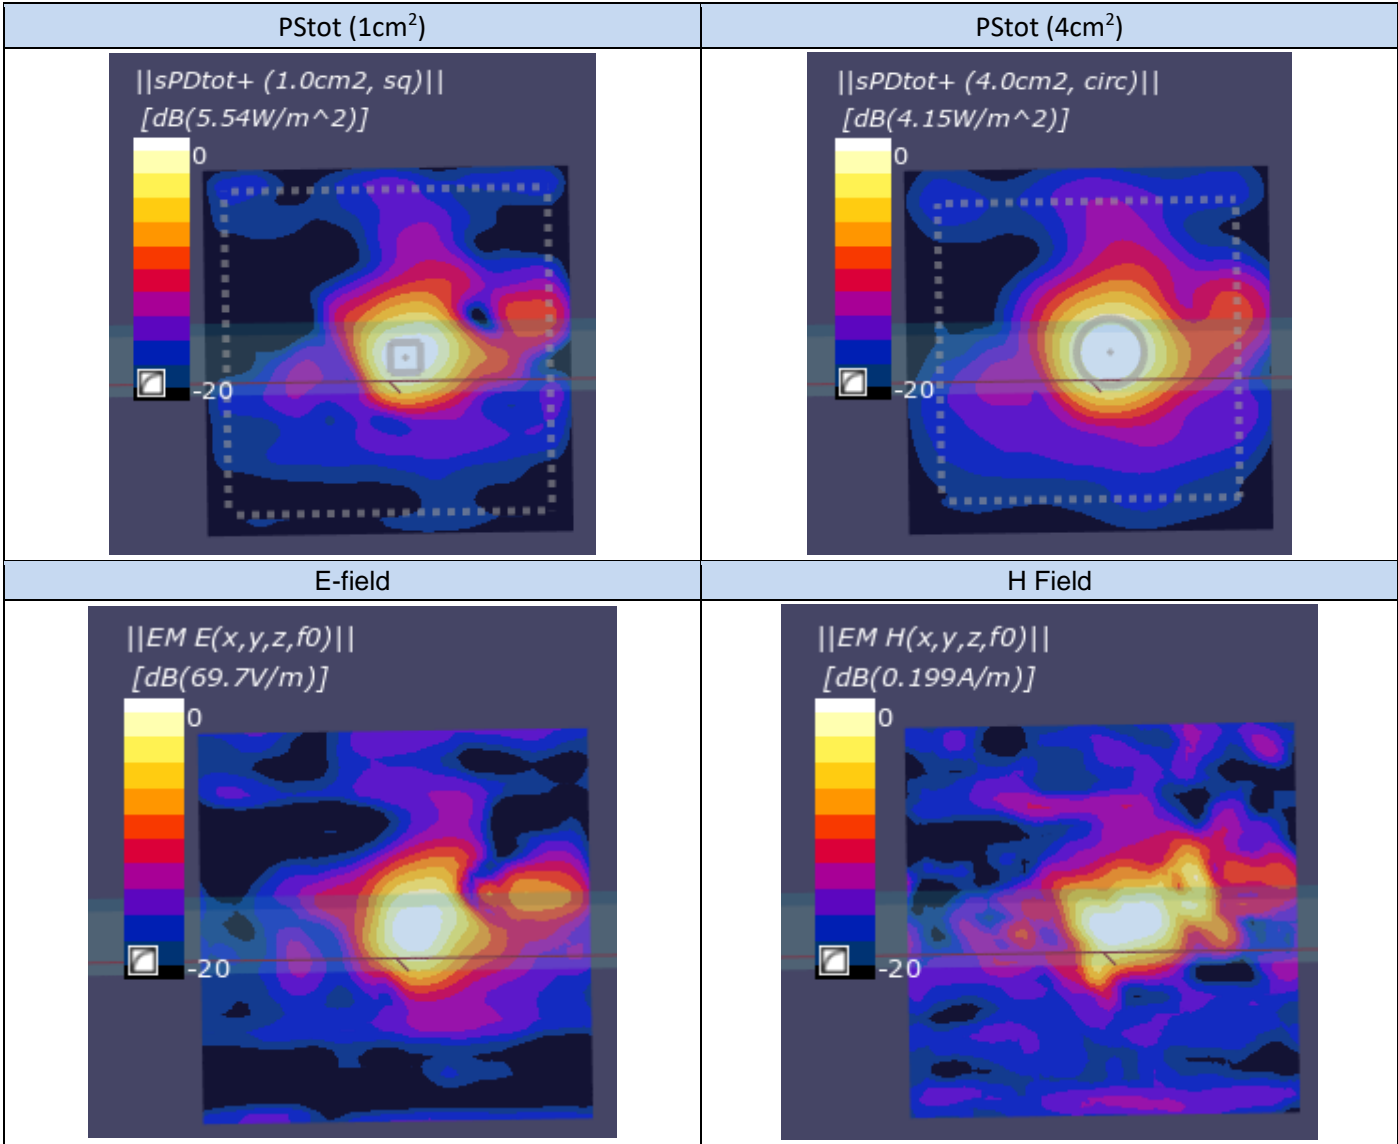 PStot (1cm²)
PStot (4cm²)
||sPDtot+ (1.0cm2, sq)||
[dB(5.54W/m^2)]
0
-20
||sPDtot+ (4.0cm2, circ)||
[dB(4.15W/m^2)]
0
-20
E-field
H Field
||EM E(x,y,z,f0)||
[dB(69.7V/m)]
0
-20
||EM H(x,y,z,f0)||
[dB(0.199A/m)]
0
-20